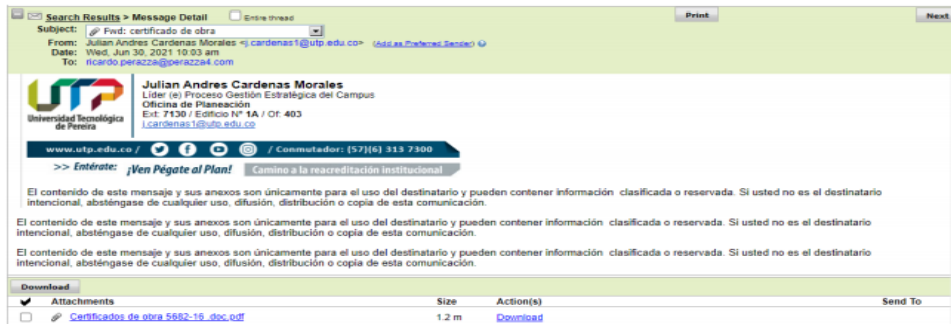 Search Results > Message Detail Entire thread Print Next
Subject: Fwd: certificado de obra
From: Julian Andres Cardenas Morales <j.cardenas1@utp.edu.co> (Add as Preferred Sender)
Date: Wed, Jun 30, 2021 10:03 am
To: ricardo.perazza@perazza4.com
UTP
Universidad Tecnológica
de Pereira
Julian Andres Cardenas Morales
Líder (e) Proceso Gestión Estratégica del Campus
Oficina de Planeación
Ext: 7130 / Edificio N° 1A / Of: 403
j.cardenas1@utp.edu.co
www.utp.edu.co / / Conmutador: (57)(6) 313 7300
>> Entérate: ¡Ven Pégate al Plan! Camino a la reacreditación institucional
El contenido de este mensaje y sus anexos son únicamente para el uso del destinatario y pueden contener información clasificada o reservada. Si usted no es el destinatario
intencional, absténgase de cualquier uso, difusión, distribución o copia de esta comunicación.
El contenido de este mensaje y sus anexos son únicamente para el uso del destinatario y pueden contener información clasificada o reservada. Si usted no es el destinatario
intencional, absténgase de cualquier uso, difusión, distribución o copia de esta comunicación.
El contenido de este mensaje y sus anexos son únicamente para el uso del destinatario y pueden contener información clasificada o reservada. Si usted no es el destinatario
intencional, absténgase de cualquier uso, difusión, distribución o copia de esta comunicación.
Download
Attachments Size Action(s) Send To
Certificados de obra 5682-16 .doc.pdf 1.2 m Download